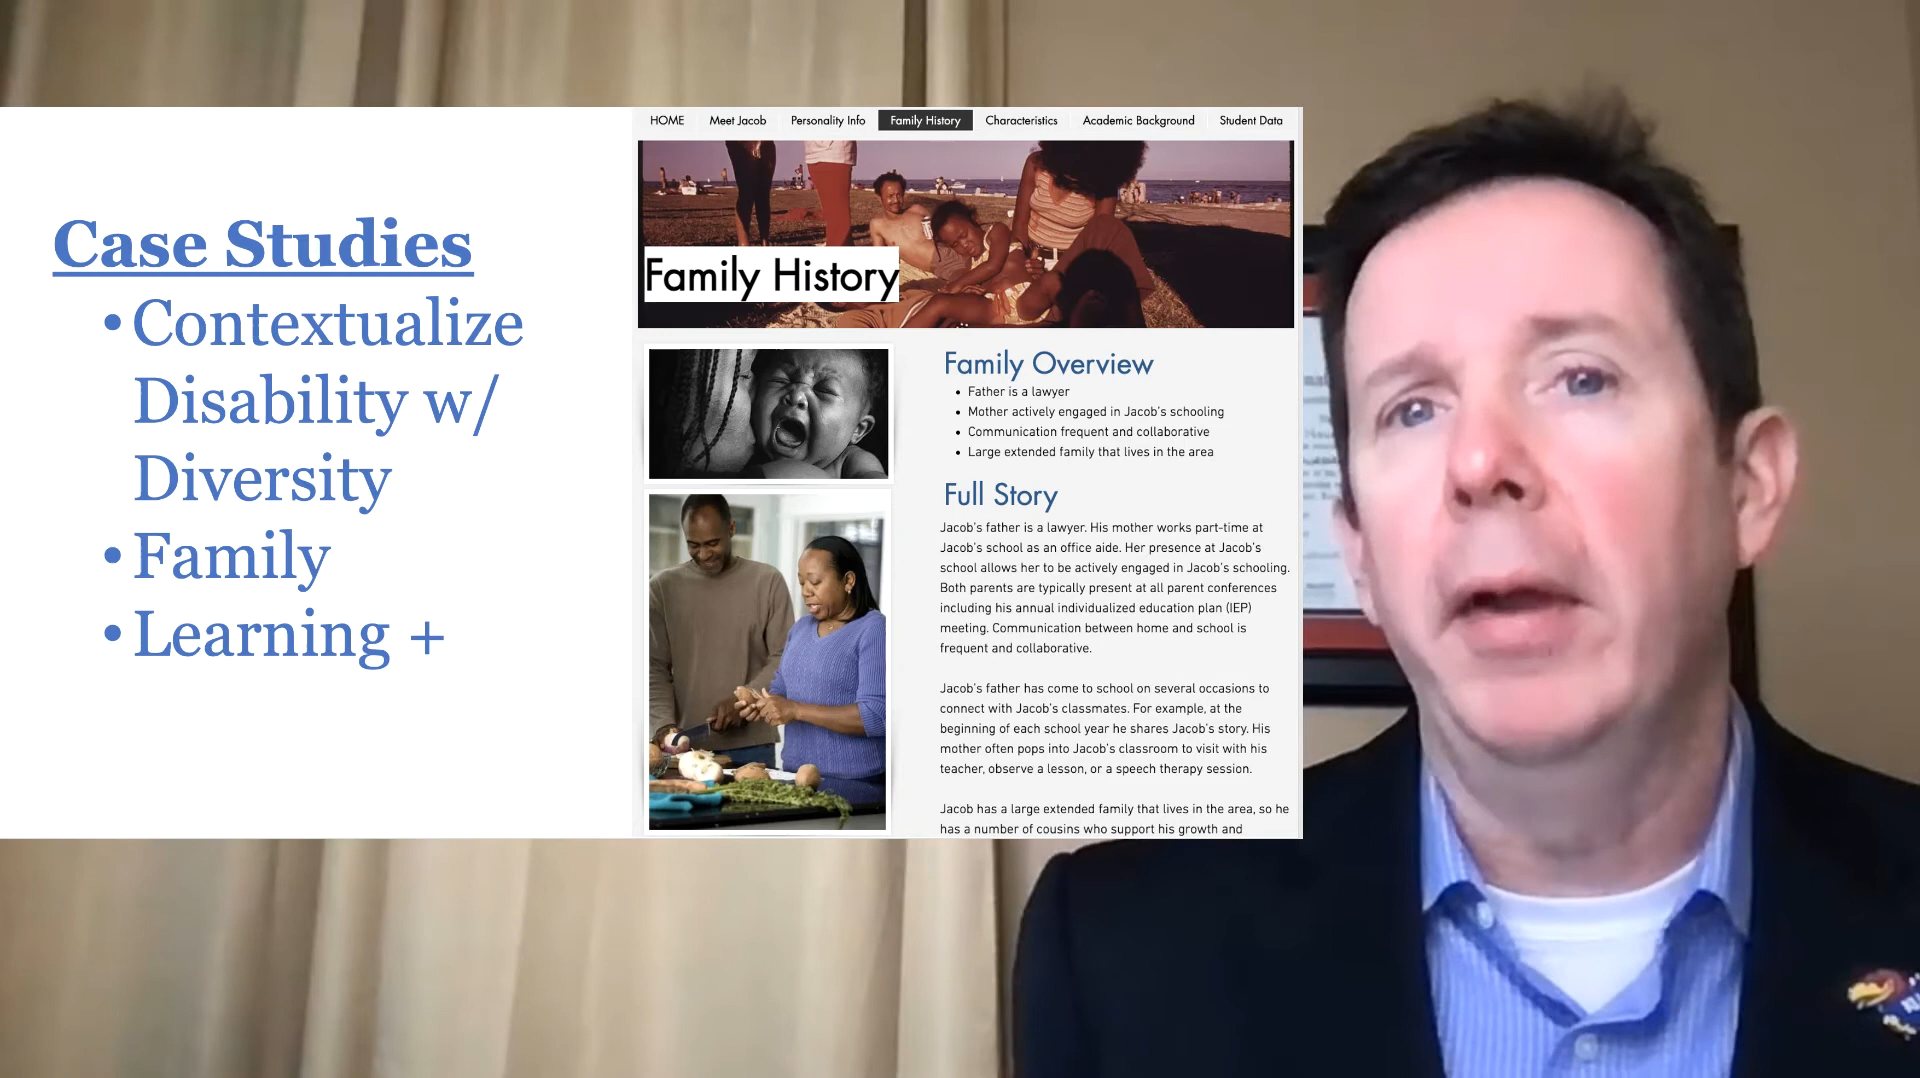 Case Studies
• Contextualize
Disability w/
Diversity
• Family
• Learning +
HOME Meet Jacob Personality Info Family History Characteristics Academic Background Student Data
Family History
Family Overview
• Father is a lawyer
• Mother actively engaged in Jacob's schooling
• Communication frequent and collaborative
• Large extended family that lives in the area
Full Story
Jacob's father is a lawyer. His mother works part-time at
Jacob's school as an office aide. Her presence at Jacob's
school allows her to be actively engaged in Jacob's schooling.
Both parents are typically present at all parent conferences
including his annual individualized education plan (IEP)
meeting. Communication between home and school is
frequent and collaborative.
Jacob's father has come to school on several occasions to
connect with Jacob's classmates. For example, at the
beginning of each school year he shares Jacob's story. His
mother often pops into Jacob's classroom to visit with his
teacher, observe a lesson, or a speech therapy session.
Jacob has a large extended family that lives in the area, so he
has a number of cousins who support his growth and